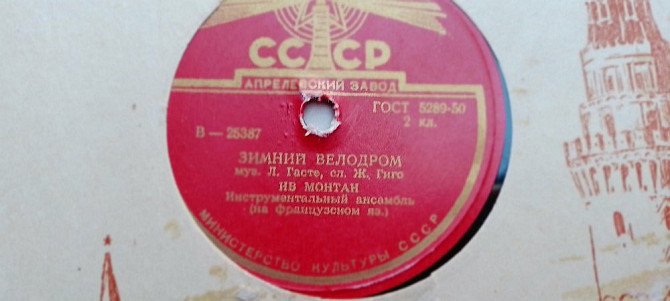 СССР
АПРЕЛЕВСКИЙ ЗАВОД
ГОСТ 5289-50
2 кл.
В — 25387
ЗИМНИЙ ВЕЛОДРОМ
муз. Л. Гасте, сл. Ж. Гиго
ИВ МОНТАН
Инструментальный ансамбль
(на французском яз.)
МИНИСТЕРСТВО КУЛЬТУРЫ СССР